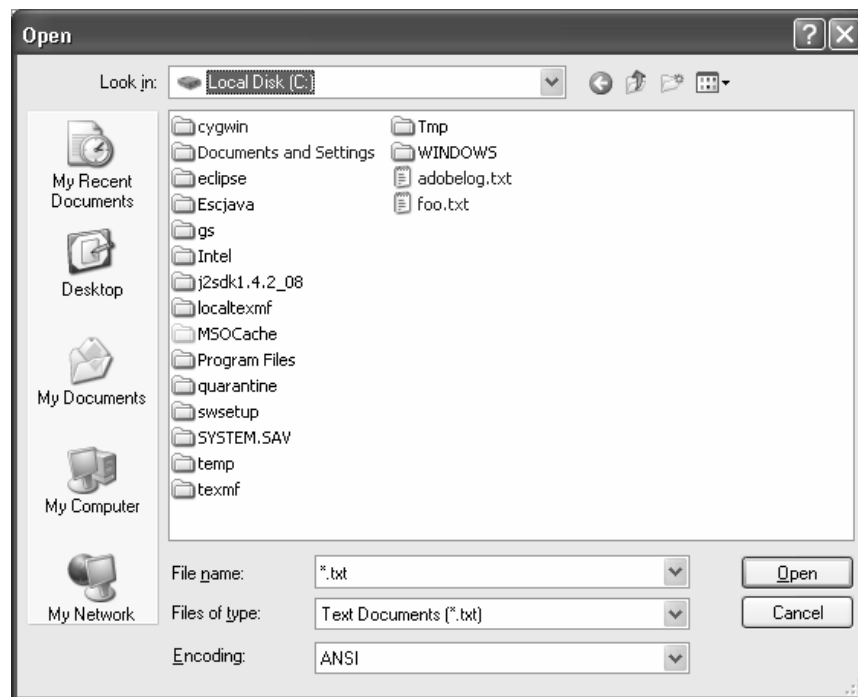 Open
Look in:
Local Disk (C:)
My Recent
Documents
Desktop
My Documents
My Computer
My Network
cygwin
Documents and Settings
eclipse
Escjava
gs
Intel
j2sdk1.4.2_08
localtexmf
MSOCache
Program Files
quarantine
swsetup
SYSTEM.SAV
temp
texmf
Tmp
WINDOWS
adobelog.txt
foo.txt
File name:
*.txt
Open
Files of type:
Text Documents (*.txt)
Cancel
Encoding:
ANSI